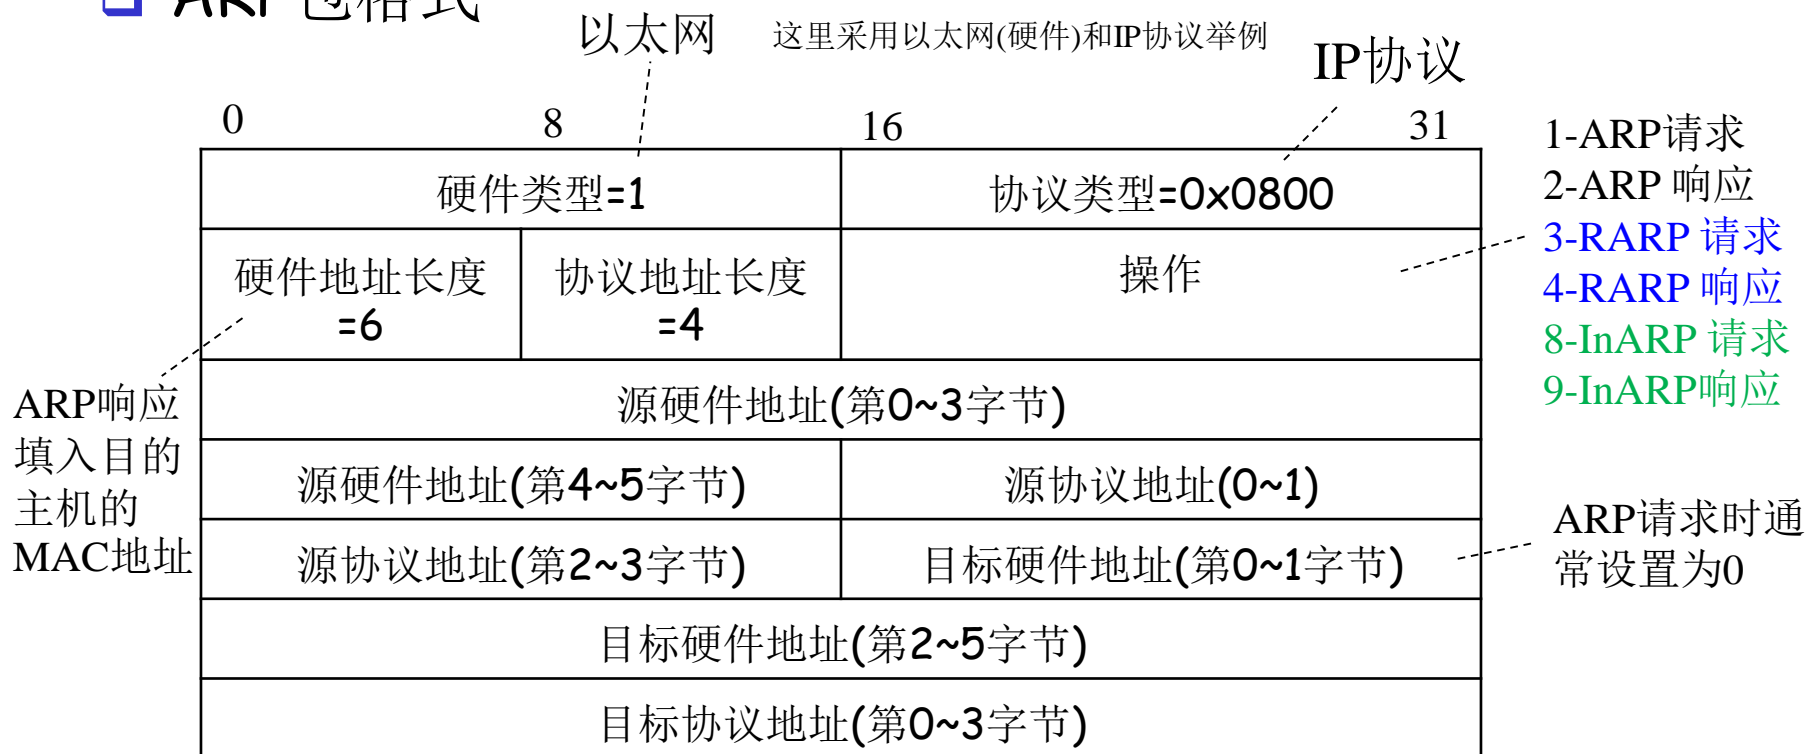 ARP包格式
以太网
这里采用以太网(硬件)和IP协议举例
IP协议
0 8 16 31
硬件类型=1
协议类型=0x0800
硬件地址长度
=6
协议地址长度
=4
操作
1-ARP请求
2-ARP 响应
3-RARP 请求
4-RARP 响应
8-InARP 请求
9-InARP响应
源硬件地址(第0~3字节)
ARP响应
填入目的
主机的
MAC地址
源硬件地址(第4~5字节)
源协议地址(0~1)
源协议地址(第2~3字节)
目标硬件地址(第0~1字节)
ARP请求时通
常设置为0
目标硬件地址(第2~5字节)
目标协议地址(第0~3字节)